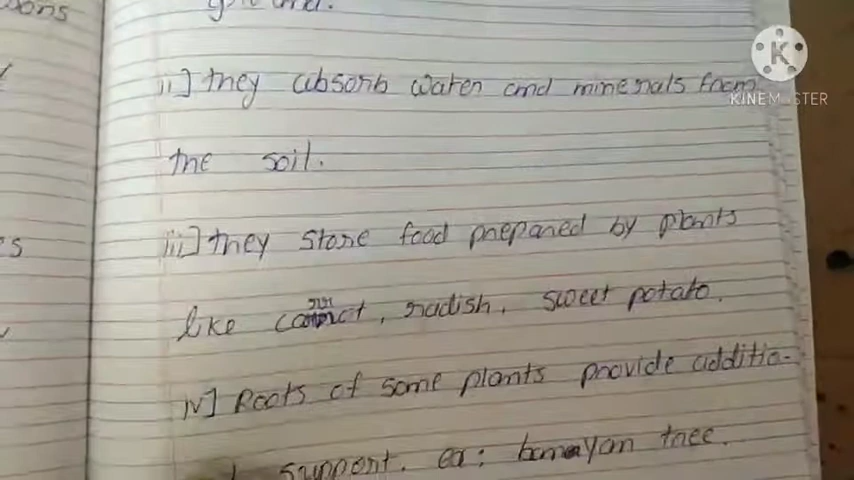 ii] they absorb water and minerals from
the soil.
iii] they store food prepared by plants
like carrot, radish, sweet potato.
iv] Roots of some plants provide additio-
support. ex: banayan tree.
KINEMASTER